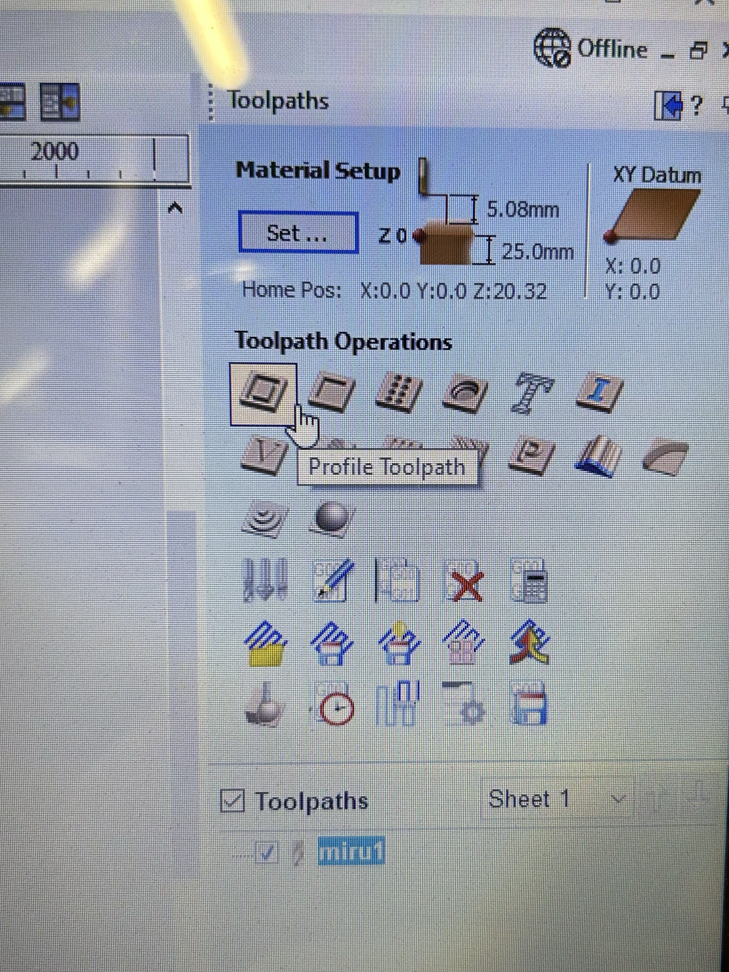 Offline
Toolpaths
?
2000
Material Setup
XY Datum
5.08mm
Set ...
Z 0
25.0mm
X: 0.0
Home Pos: X:0.0 Y:0.0 Z:20.32
Y: 0.0
Toolpath Operations
T
I
V
Profile Toolpath
Toolpaths
Sheet 1
miru1